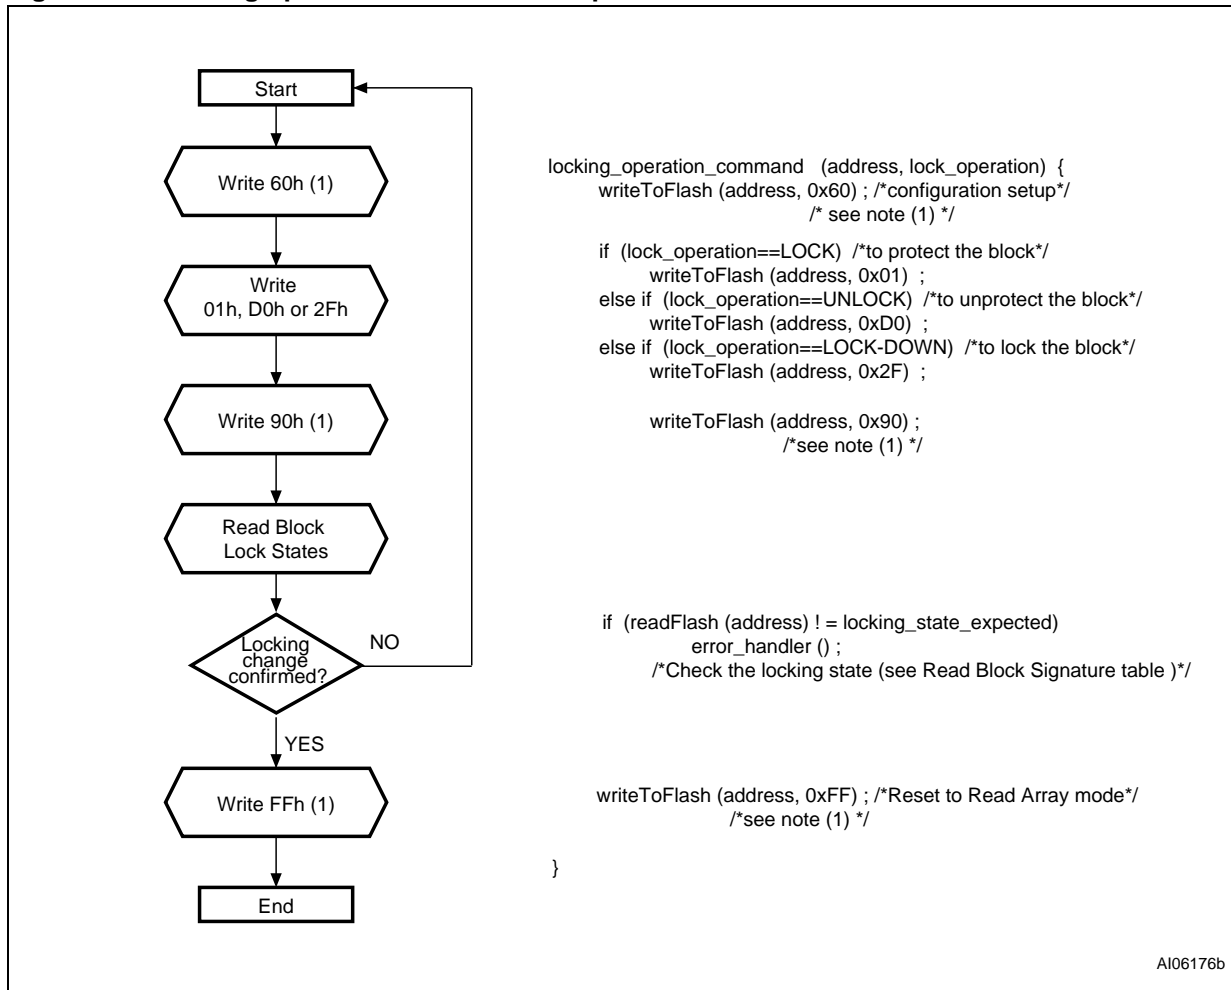 Start
Write 60h (1)
Write
01h, D0h or 2Fh
Write 90h (1)
Read Block
Lock States
Locking
change
confirmed?
NO
YES
Write FFh (1)
End
locking_operation_command (address, lock_operation) {
writeToFlash (address, 0x60) ; /*configuration setup*/
/* see note (1) */
if (lock_operation==LOCK) /*to protect the block*/
writeToFlash (address, 0x01) ;
else if (lock_operation==UNLOCK) /*to unprotect the block*/
writeToFlash (address, 0xD0) ;
else if (lock_operation==LOCK-DOWN) /*to lock the block*/
writeToFlash (address, 0x2F) ;
writeToFlash (address, 0x90) ;
/*see note (1) */
if (readFlash (address) ! = locking_state_expected)
error_handler () ;
/*Check the locking state (see Read Block Signature table )*/
writeToFlash (address, 0xFF) ; /*Reset to Read Array mode*/
/*see note (1) */
}
AI06176b